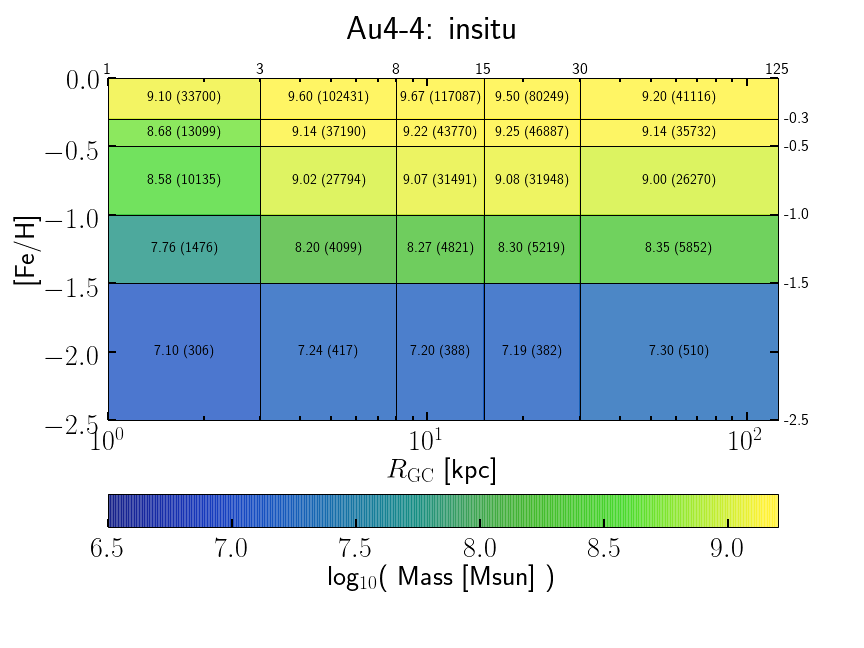 Au4-4: insitu
1 3 8 15 30 125
0.0
9.10 (33700) 9.60 (102431) 9.67 (117087) 9.50 (80249) 9.20 (41116)
-0.3
8.68 (13099) 9.14 (37190) 9.22 (43770) 9.25 (46887) 9.14 (35732)
−0.5 -0.5
8.58 (10135) 9.02 (27794) 9.07 (31491) 9.08 (31948) 9.00 (26270)
−1.0 -1.0
[Fe/H]
7.76 (1476) 8.20 (4099) 8.27 (4821) 8.30 (5219) 8.35 (5852)
−1.5 -1.5
7.10 (306) 7.24 (417) 7.20 (388) 7.19 (382) 7.30 (510)
−2.0
−2.5 -2.5
10⁰ 10¹ 10²
R_GC [kpc]
6.5 7.0 7.5 8.0 8.5 9.0
log₁₀( Mass [Msun] )